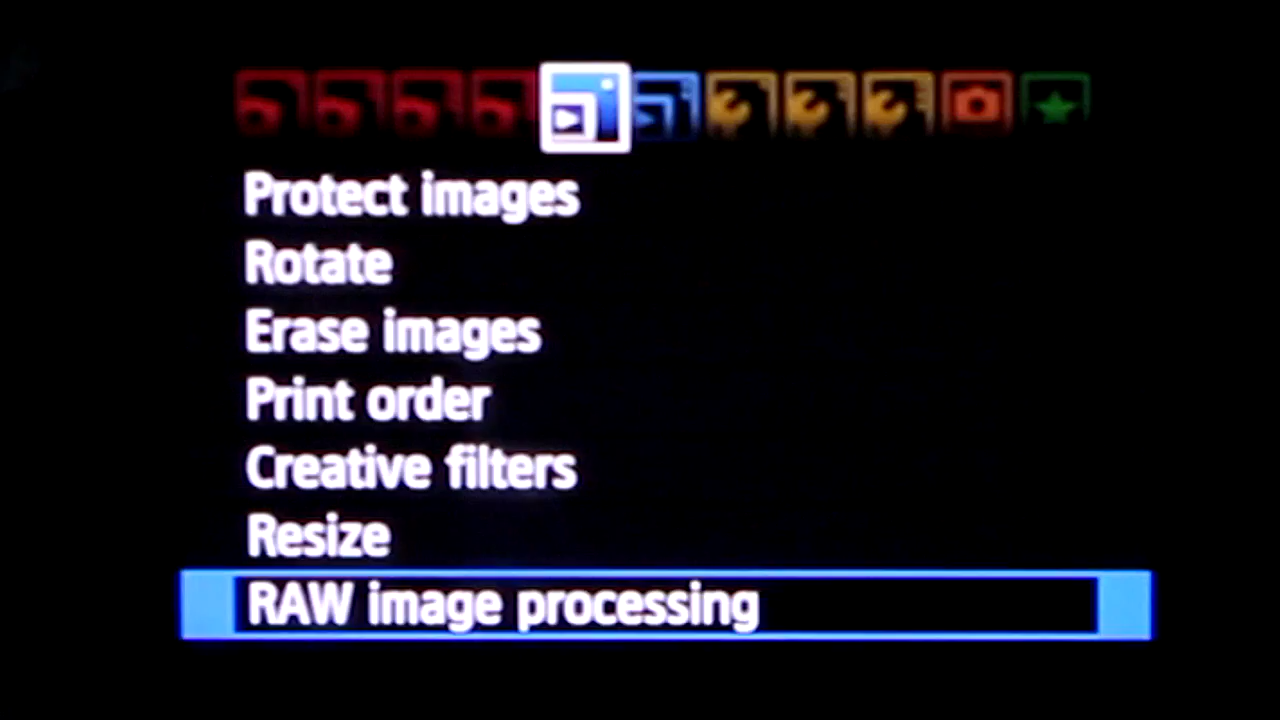 Protect images
Rotate
Erase images
Print order
Creative filters
Resize
RAW image processing